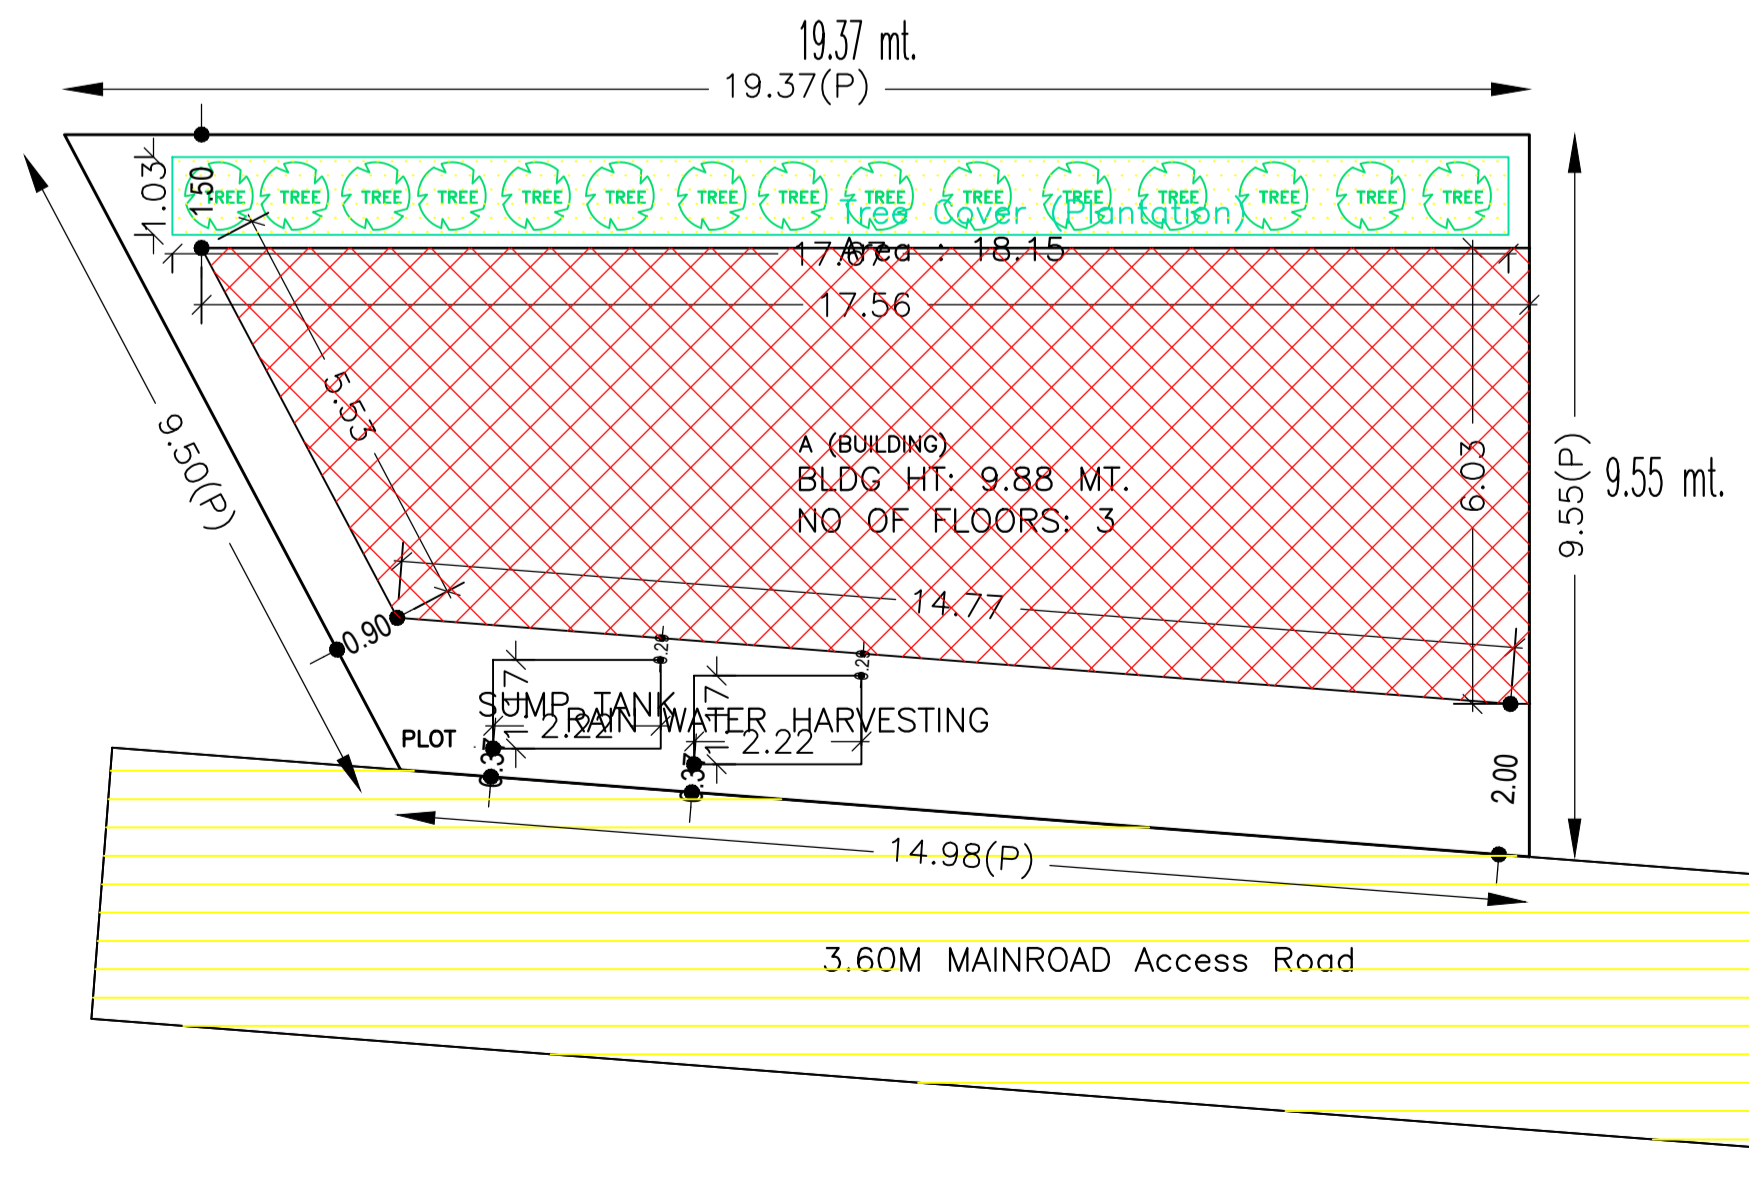 19.37 mt.
19.37(P)
1.03
1.50
TREE TREE TREE TREE TREE TREE TREE TREE TREE TREE TREE TREE TREE TREE TREE
Tree Cover (Plantation)
Area : 18.15
17.67
17.56
5.53
9.50(P)
A (BUILDING)
BLDG HT: 9.88 MT.
NO OF FLOORS: 3
6.03
9.55(P)
9.55 mt.
14.77
0.90
SUMP TANK
RAIN WATER HARVESTING
2.22
2.22
PLOT
2.00
14.98(P)
3.60M MAINROAD Access Road